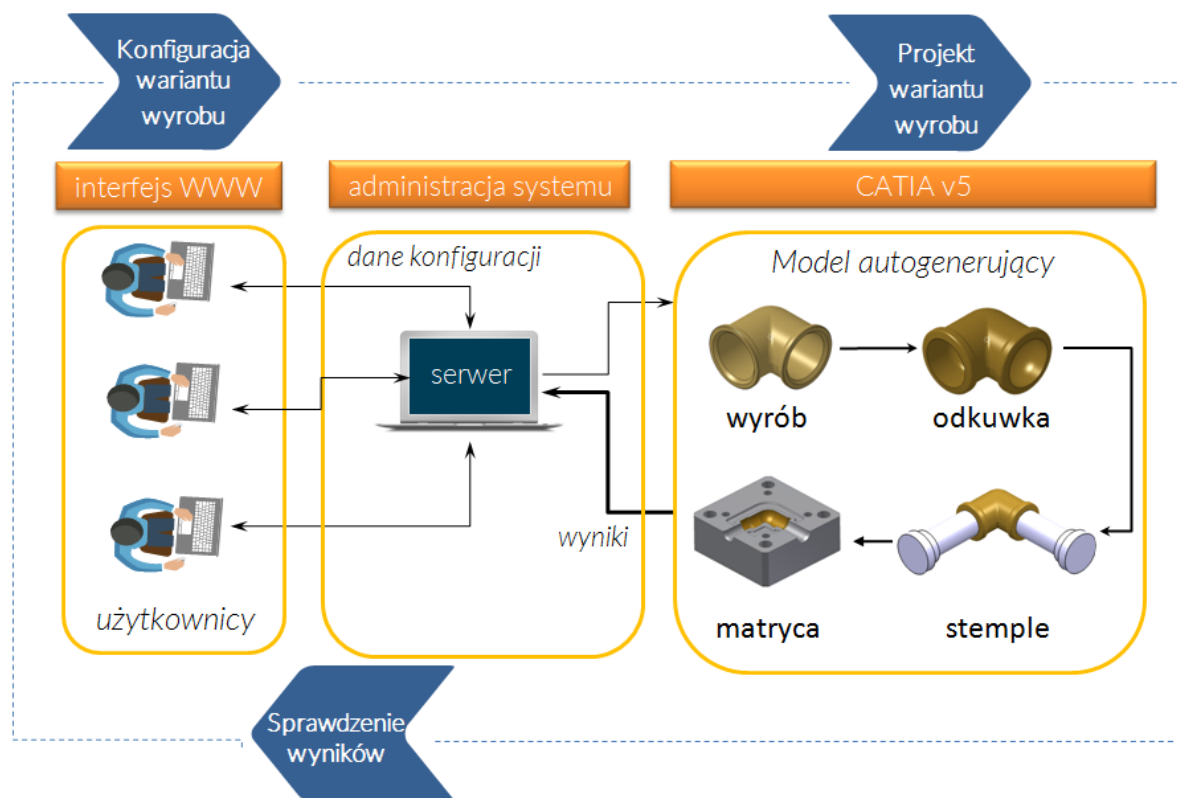 Konfiguracja
wariantu
wyrobu
Projekt
wariantu
wyrobu
interfejs WWW
administracja systemu
CATIA v5
dane konfiguracji
Model autogenerujący
serwer
wyrób
odkuwka
wyniki
użytkownicy
matryca
stemple
Sprawdzenie
wyników